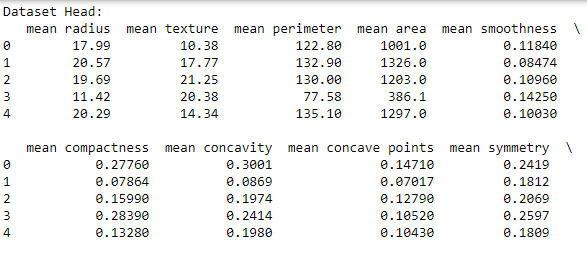 Dataset Head:
mean radius mean texture mean perimeter mean area mean smoothness \
0 17.99 10.38 122.80 1001.0 0.11840
1 20.57 17.77 132.90 1326.0 0.08474
2 19.69 21.25 130.00 1203.0 0.10960
3 11.42 20.38 77.58 386.1 0.14250
4 20.29 14.34 135.10 1297.0 0.10030
mean compactness mean concavity mean concave points mean symmetry \
0 0.27760 0.3001 0.14710 0.2419
1 0.07864 0.0869 0.07017 0.1812
2 0.15990 0.1974 0.12790 0.2069
3 0.28390 0.2414 0.10520 0.2597
4 0.13280 0.1980 0.10430 0.1809